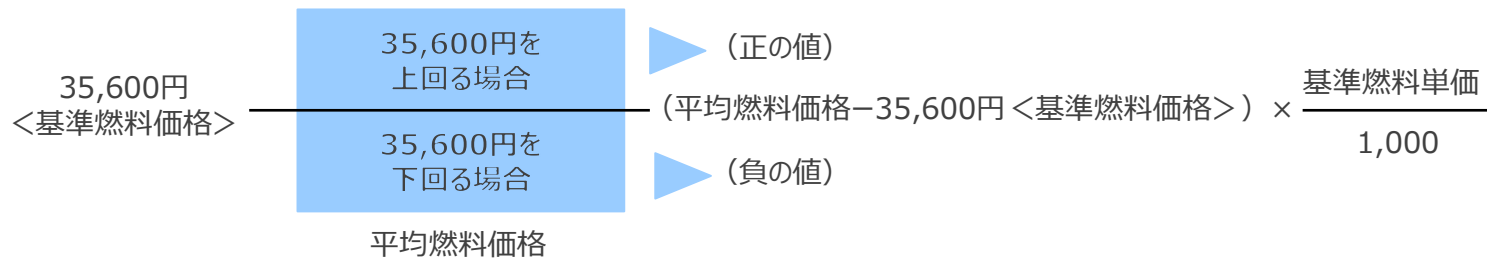 35,600円
＜基準燃料価格＞
35,600円を
上回る場合
35,600円を
下回る場合
平均燃料価格
（正の値）
（平均燃料価格−35,600円＜基準燃料価格＞）×
基準燃料単価
1,000
（負の値）